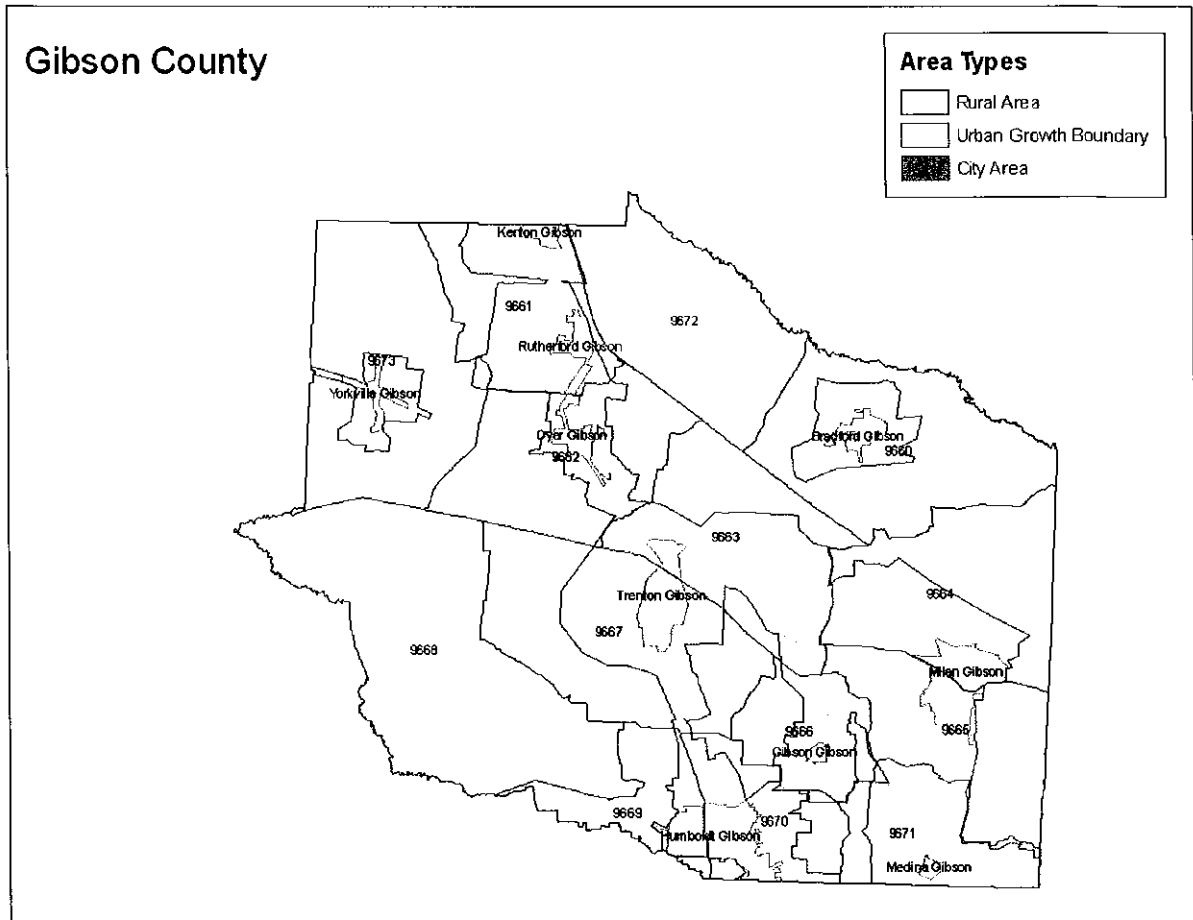 Gibson County
Area Types
Rural Area
Urban Growth Boundary
City Area
Kenton Gibson
9661
9672
Rutherford Gibson
9673
Yorkville Gibson
Dyer Gibson
9662
Bradford Gibson
9660
9663
Trenton Gibson
9664
9667
9668
Milan Gibson
9666
9665
Gibson Gibson
9669
9670
Humboldt Gibson
9671
Medina Gibson